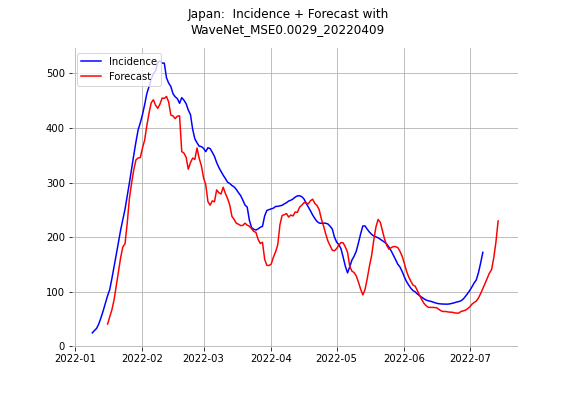 Japan:  Incidence + Forecast with
WaveNet_MSE0.0029_20220409
Incidence
Forecast
500
400
300
200
100
0
2022-01 2022-02 2022-03 2022-04 2022-05 2022-06 2022-07